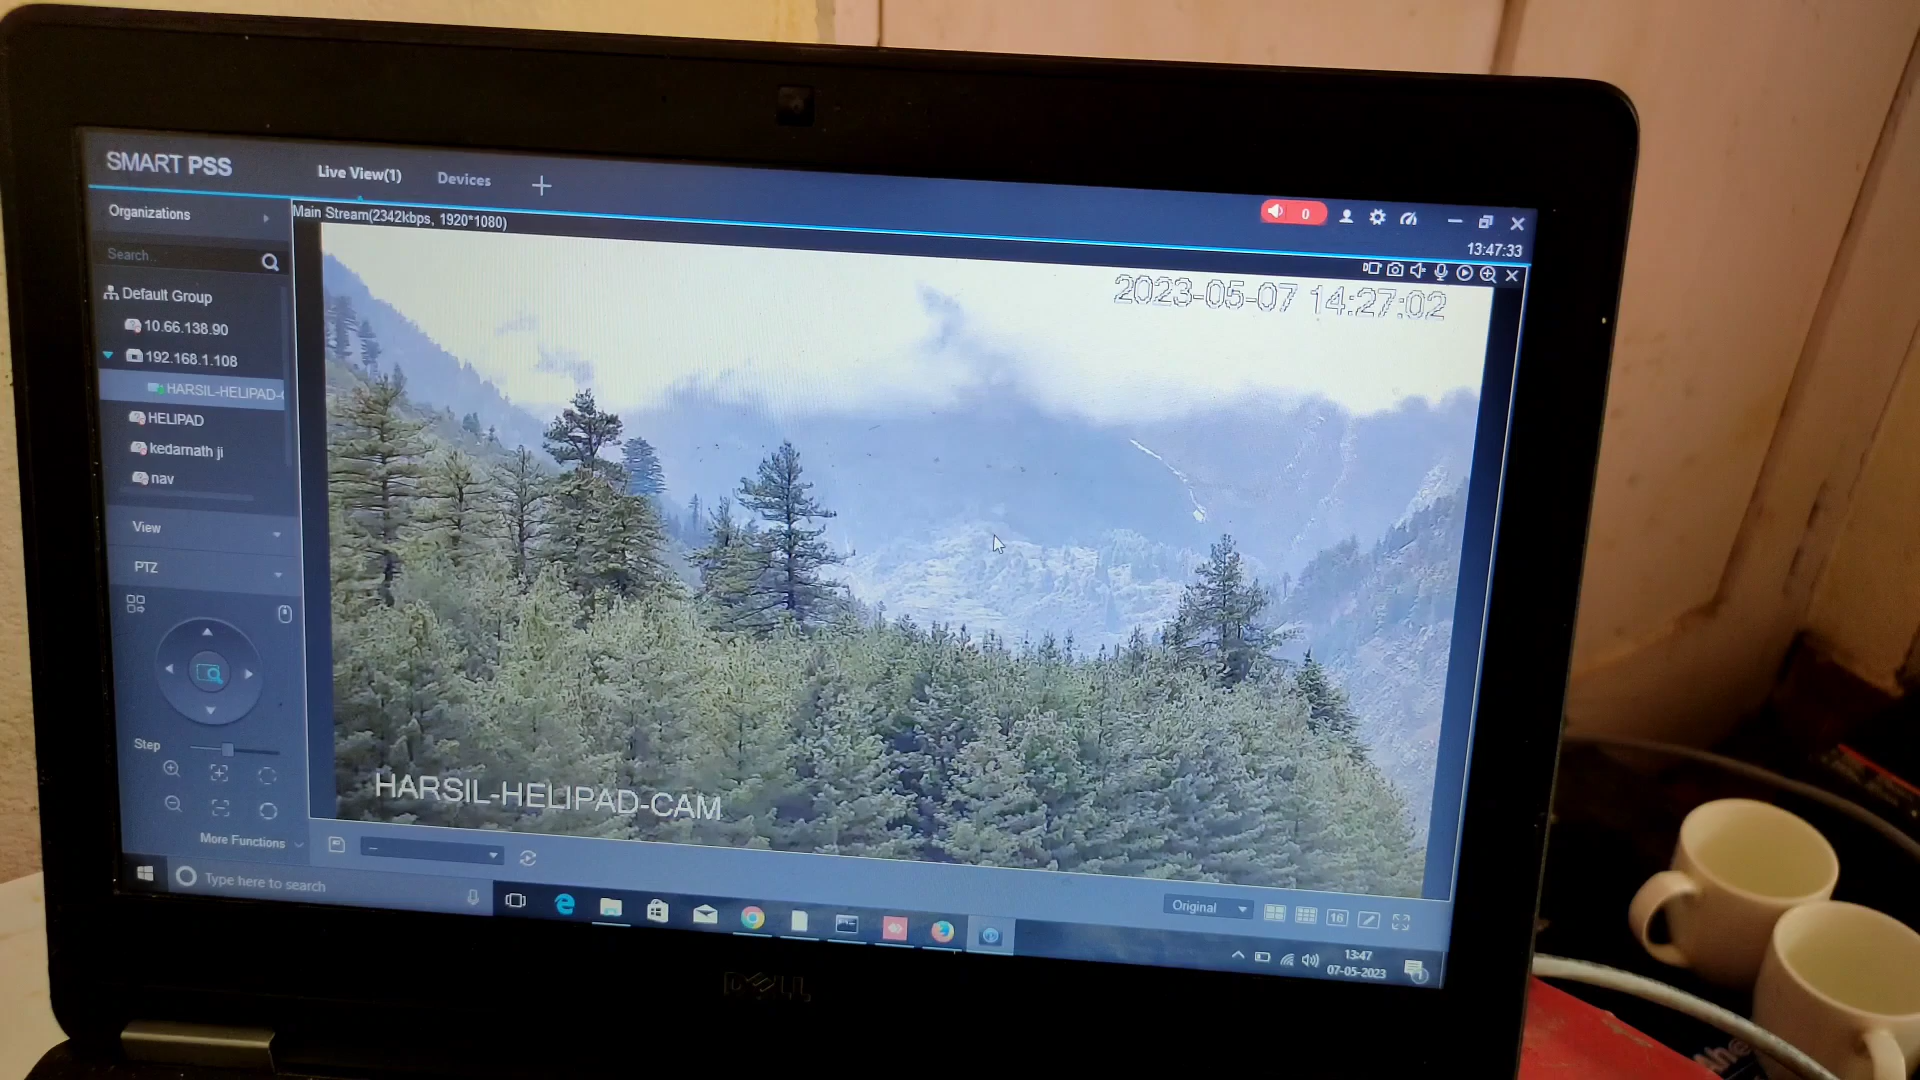 SMART PSS
Live View(1)
Devices
0
Organizations
Main Stream(2342kbps, 1920*1080)
13:47:33
Search..
2023-05-07 14:27:02
Default Group
10.66.138.90
192.168.1.108
HARSIL-HELIPAD-
HELIPAD
kedarnath ji
nav
View
PTZ
Step
HARSIL-HELIPAD-CAM
More Functions
Original
16
Type here to search
13:47
07-05-2023
1
DELL